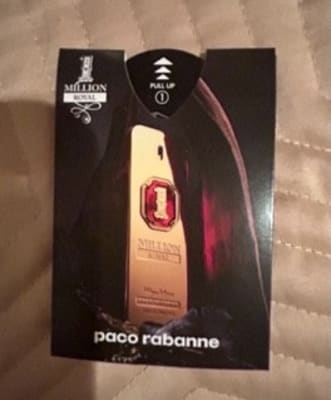 1
MILLION
ROYAL
PULL UP
1
1
MILLION
ROYAL
paco rabanne